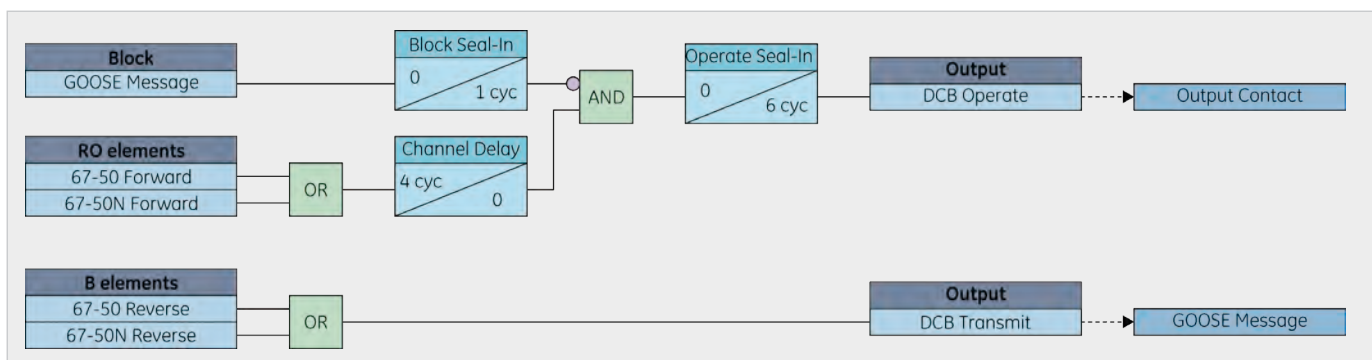 Block
GOOSE Message
Block Seal-In
0
1 cyc
AND
Operate Seal-In
0
6 cyc
Output
DCB Operate
Output Contact
RO elements
67-50 Forward
67-50N Forward
OR
Channel Delay
4 cyc
0
B elements
67-50 Reverse
67-50N Reverse
OR
Output
DCB Transmit
GOOSE Message